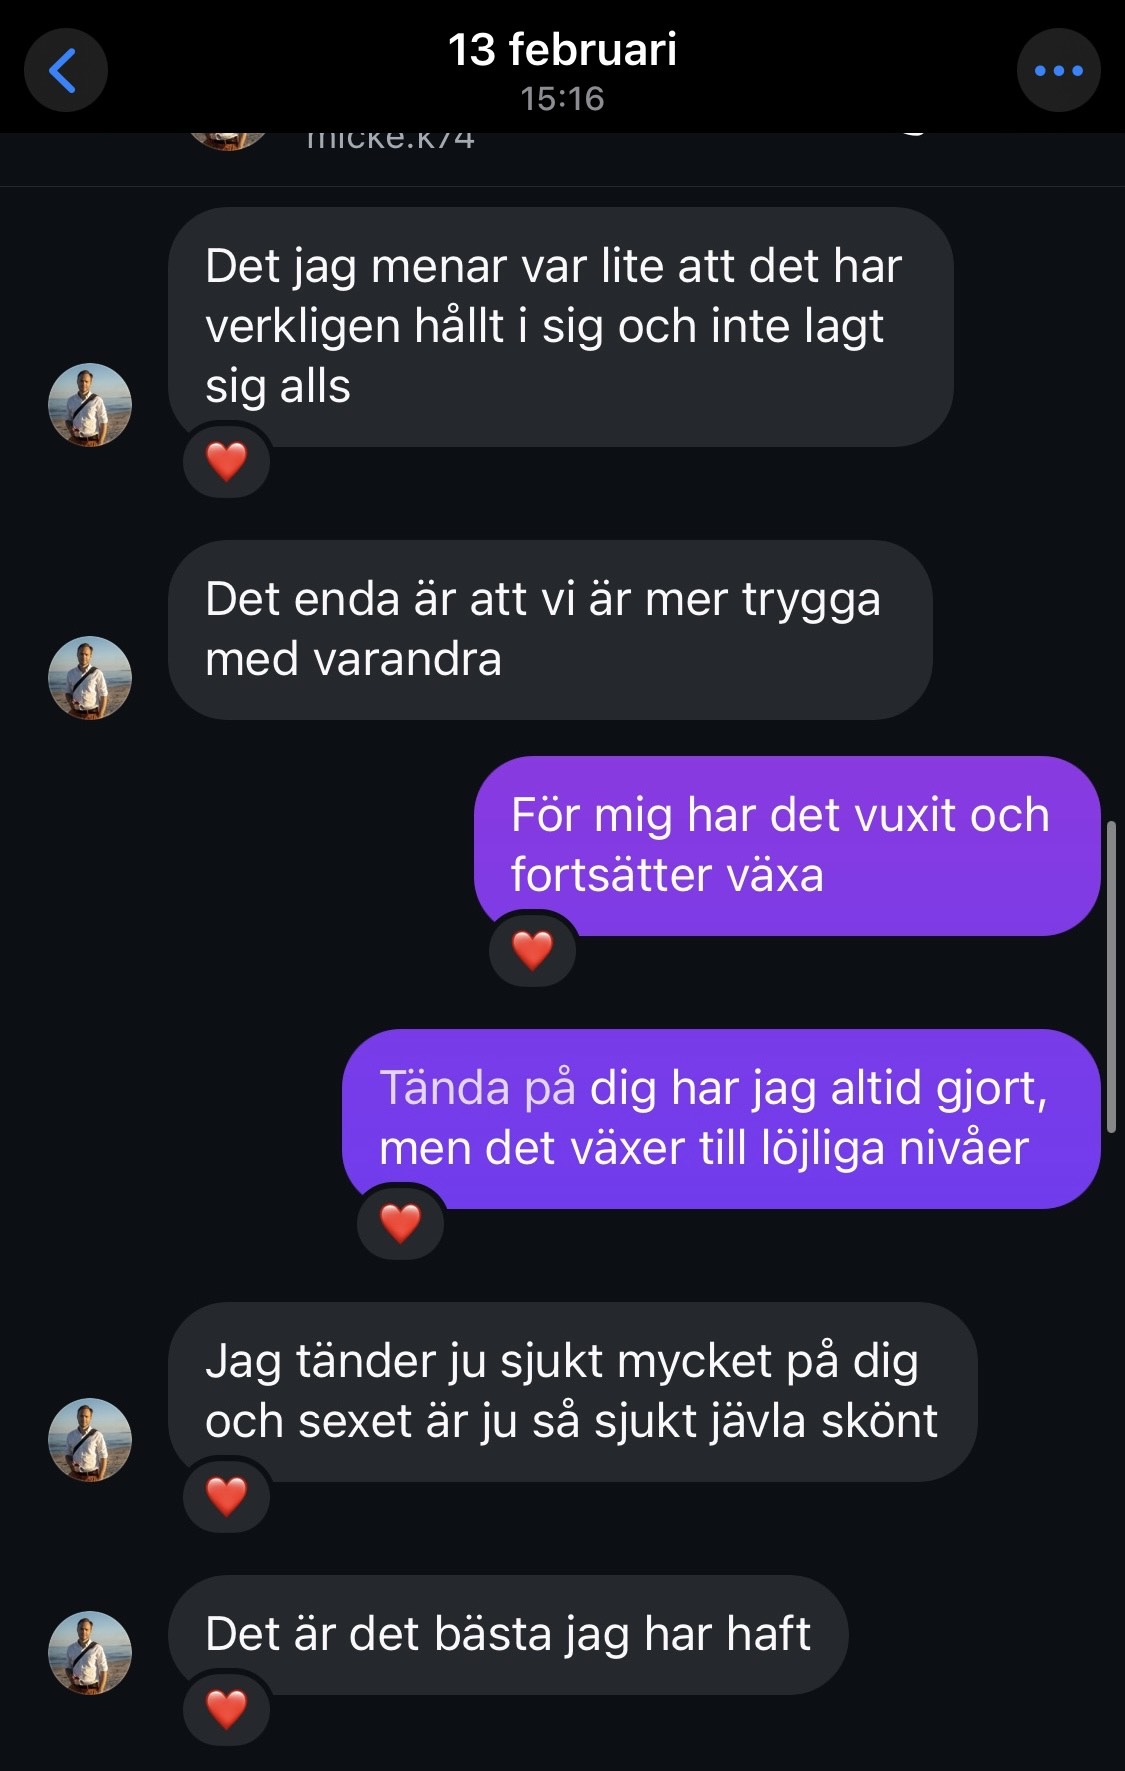 13 februari
15:16
micke.k74
Det jag menar var lite att det har
verkligen hållt i sig och inte lagt
sig alls
Det enda är att vi är mer trygga
med varandra
För mig har det vuxit och
fortsätter växa
Tända på dig har jag altid gjort,
men det växer till löjliga nivåer
Jag tänder ju sjukt mycket på dig
och sexet är ju så sjukt jävla skönt
Det är det bästa jag har haft